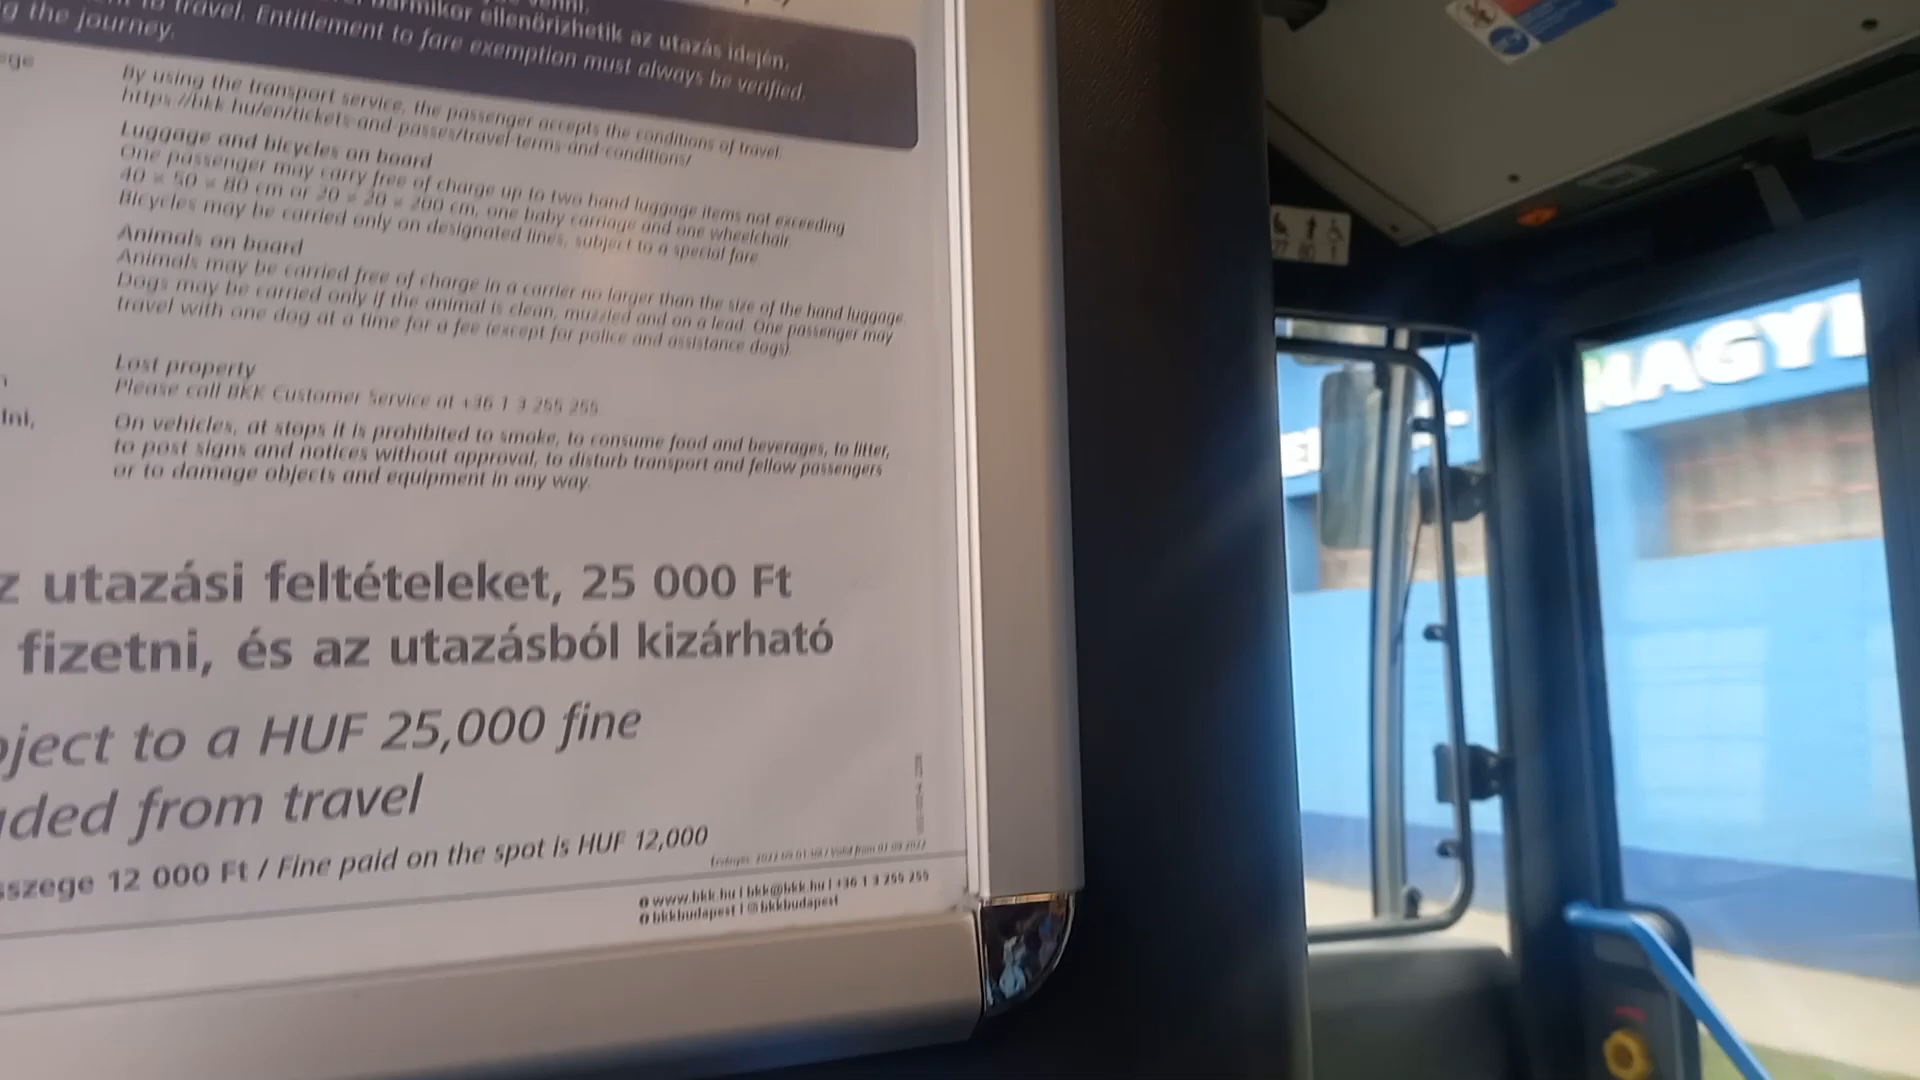 bármikor ellenőrizhetik az utazás idején.
to travel. Entitlement to fare exemption must always be verified.
g the journey.
ege
By using the transport service, the passenger accepts the conditions of travel:
https://bkk.hu/en/tickets-and-passes/travel-terms-and-conditions/
Luggage and bicycles on board
One passenger may carry free of charge up to two hand luggage items not exceeding
40 × 50 × 80 cm or 20 × 20 × 200 cm, one baby carriage and one wheelchair.
Bicycles may be carried only on designated lines, subject to a special fare.
Animals on board
Animals may be carried free of charge in a carrier no larger than the size of the hand luggage.
Dogs may be carried only if the animal is clean, muzzled and on a lead. One passenger may
travel with one dog at a time for a fee (except for police and assistance dogs).
Lost property
Please call BKK Customer Service at +36 1 3 255 255.
lni,
On vehicles, at stops it is prohibited to smoke, to consume food and beverages, to litter,
to post signs and notices without approval, to disturb transport and fellow passengers
or to damage objects and equipment in any way.
z utazási feltételeket, 25 000 Ft
fizetni, és az utazásból kizárható
bject to a HUF 25,000 fine
uded from travel
sszege 12 000 Ft / Fine paid on the spot is HUF 12,000
www.bkk.hu | bkk@bkk.hu | +36 1 3 255 255
bkkbudapest | bkkbudapest
NAGY